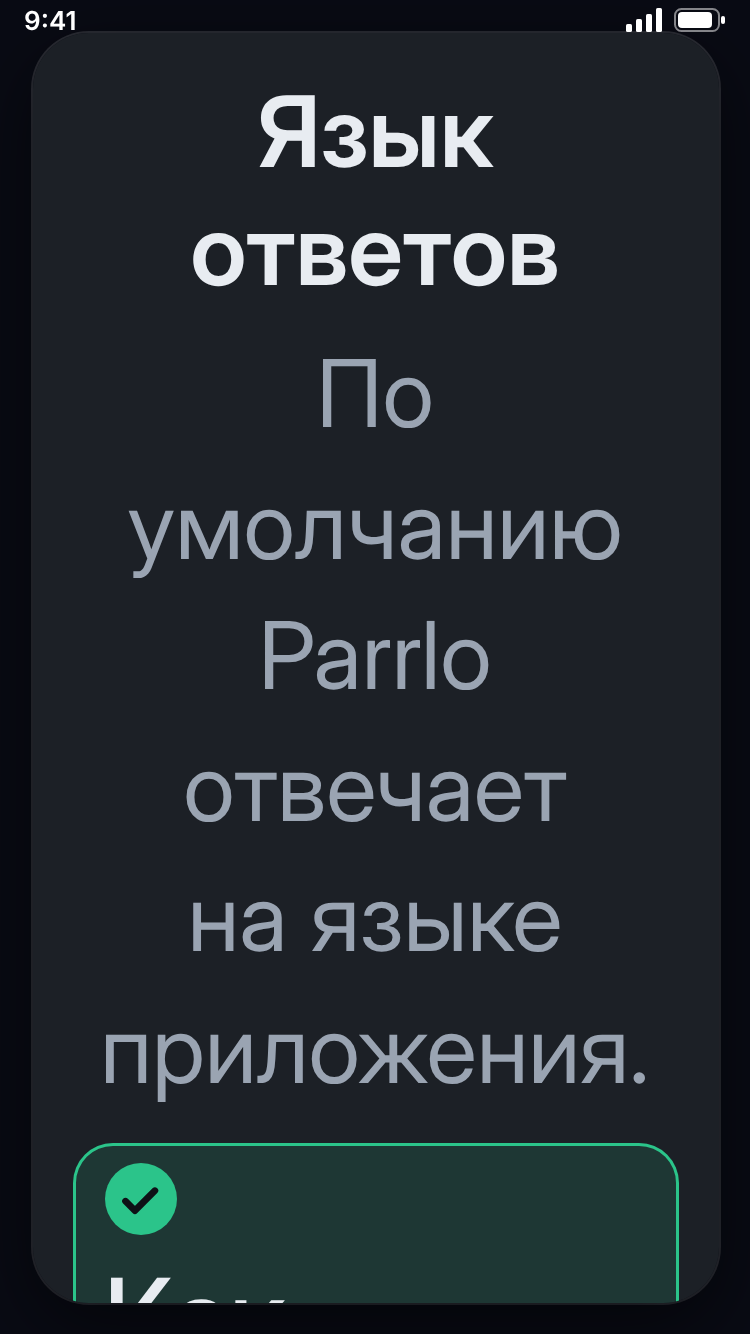 9:41
Язык
ответов
По
умолчанию
Parrlo
отвечает
на языке
приложения.